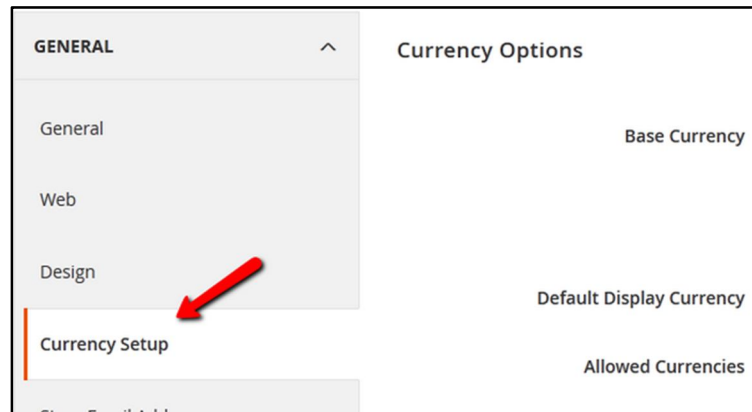 GENERAL
General
Web
Design
Currency Setup
Currency Options
Base Currency
Default Display Currency
Allowed Currencies